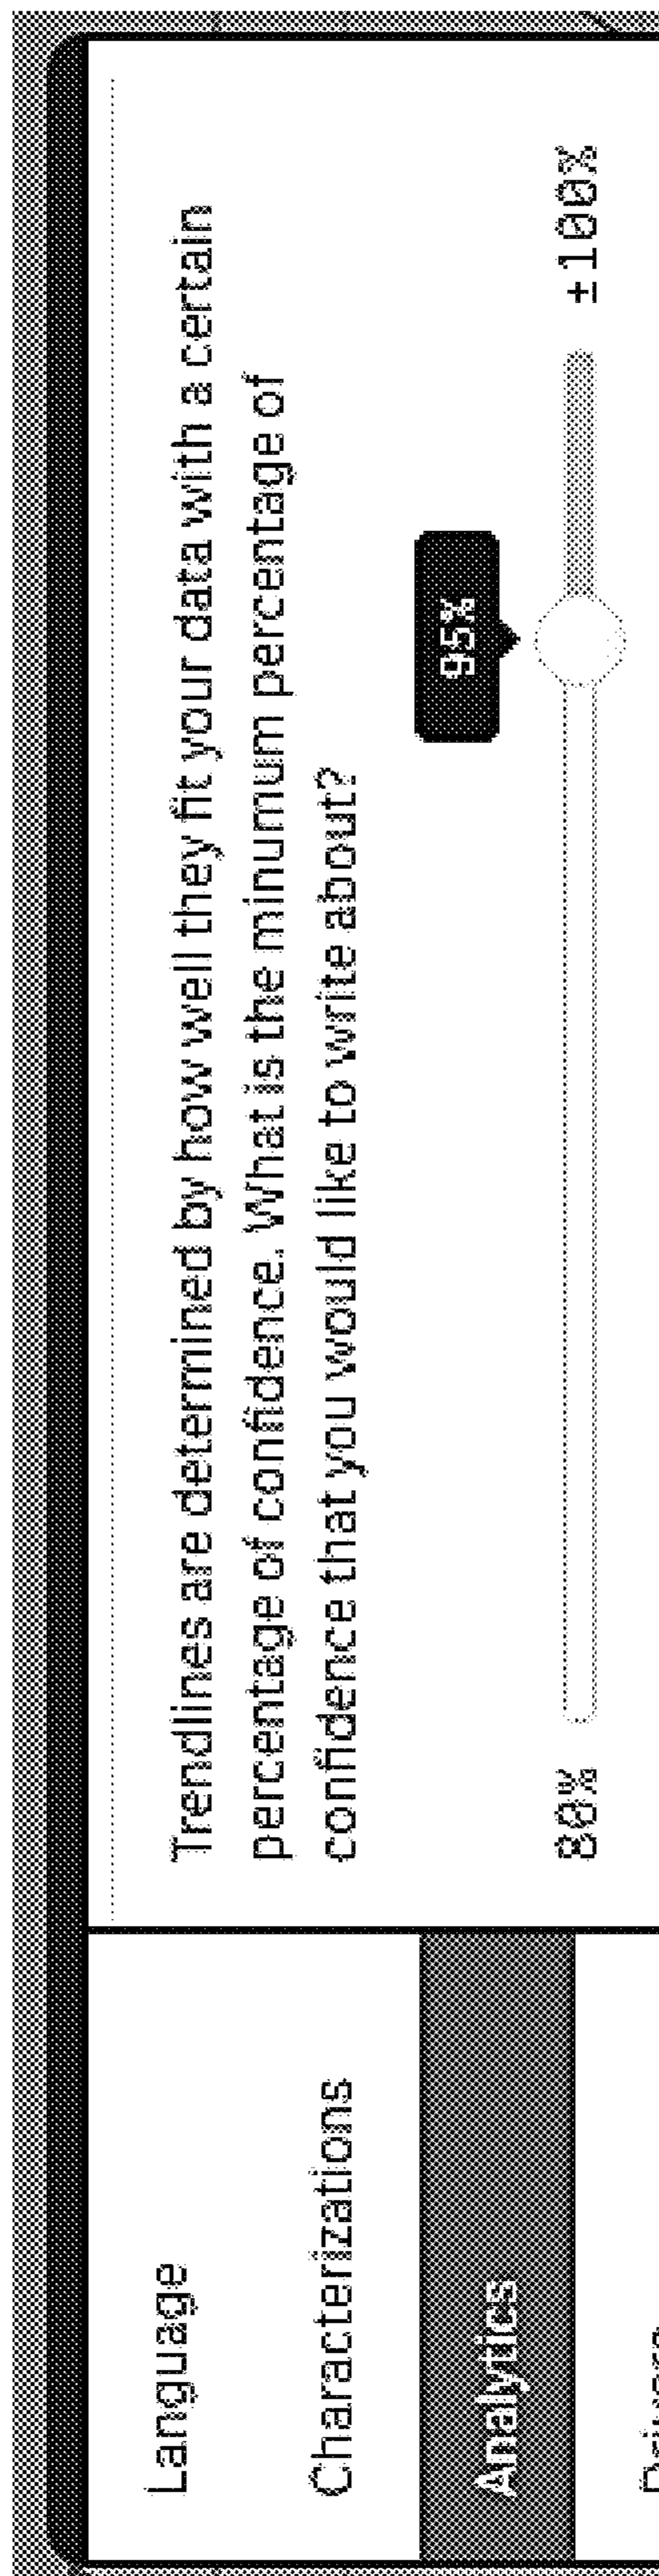 Language
Characterizations
Analytics
Trendlines are determined by how well they fit your data with a certain
percentage of confidence. What is the minumum percentage of
confidence that you would like to write about?
95%
80%
±100%